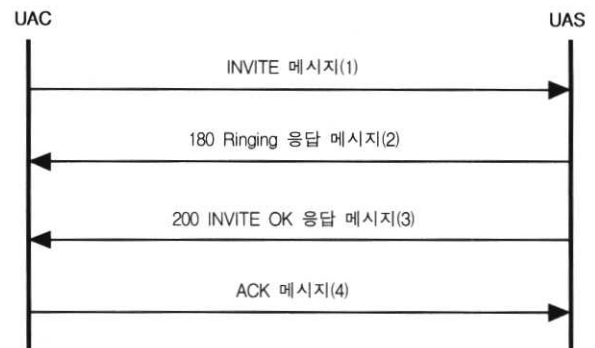 UAC UAS
INVITE 메시지(1)
180 Ringing 응답 메시지(2)
200 INVITE OK 응답 메시지(3)
ACK 메시지(4)